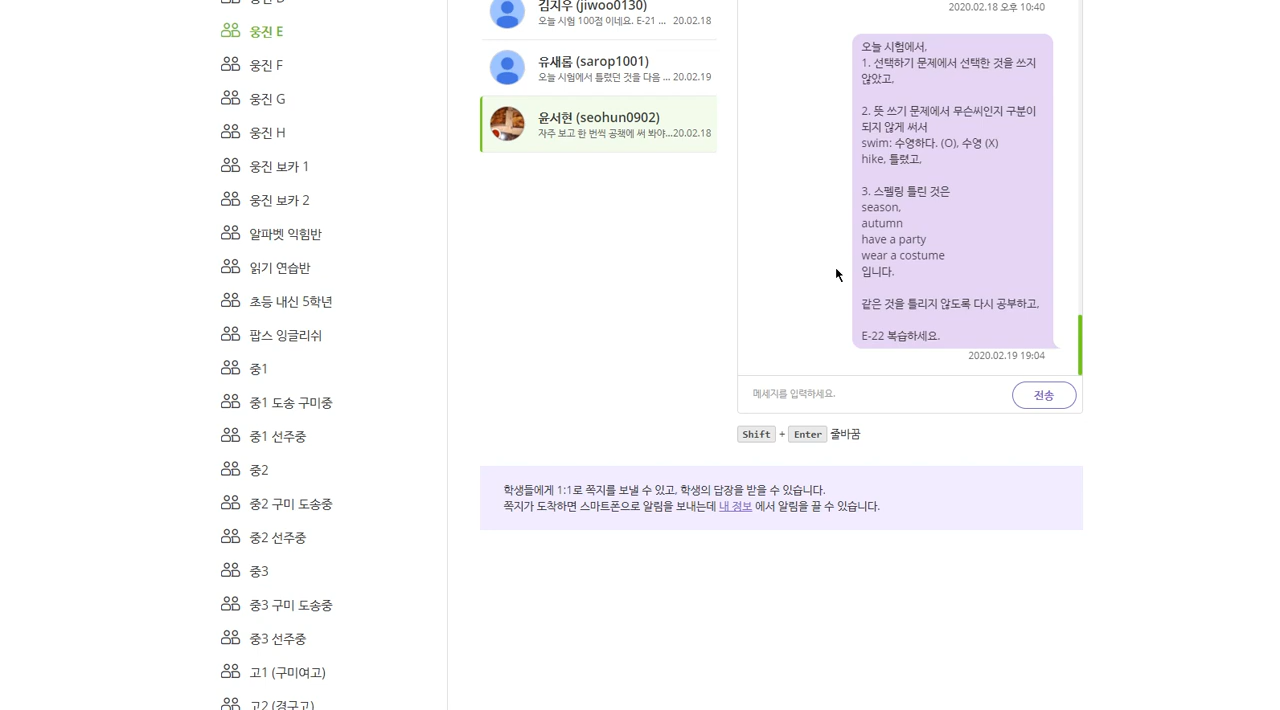 웅진 E
웅진 F
웅진 G
웅진 H
웅진 보카 1
웅진 보카 2
알파벳 익힘반
읽기 연습반
초등 내신 5학년
팝스 잉글리쉬
중1
중1 도송 구미중
중1 선주중
중2
중2 구미 도송중
중2 선주중
중3
중3 구미 도송중
중3 선주중
고1 (구미여고)
고2 (경구고)
김지우 (jiwoo0130)
오늘 시험 100점 이네요. E-21 ... 20.02.18
유새롭 (sarop1001)
오늘 시험에서 틀렸던 것을 다음 ... 20.02.19
윤서현 (seohun0902)
자주 보고 한 번씩 공책에 써 봐야...20.02.18
2020.02.18 오후 10:40
오늘 시험에서,
1. 선택하기 문제에서 선택한 것을 쓰지
않았고,
2. 뜻 쓰기 문제에서 무슨씨인지 구분이
되지 않게 써서
swim: 수영하다. (O), 수영 (X)
hike, 틀렸고,
3. 스펠링 틀린 것은
season,
autumn
have a party
wear a costume
입니다.
같은 것을 틀리지 않도록 다시 공부하고,
E-22 복습하세요.
2020.02.19 19:04
메세지를 입력하세요.
전송
Shift + Enter 줄바꿈
학생들에게 1:1로 쪽지를 보낼 수 있고, 학생의 답장을 받을 수 있습니다.
쪽지가 도착하면 스마트폰으로 알림을 보내는데 내 정보 에서 알림을 끌 수 있습니다.